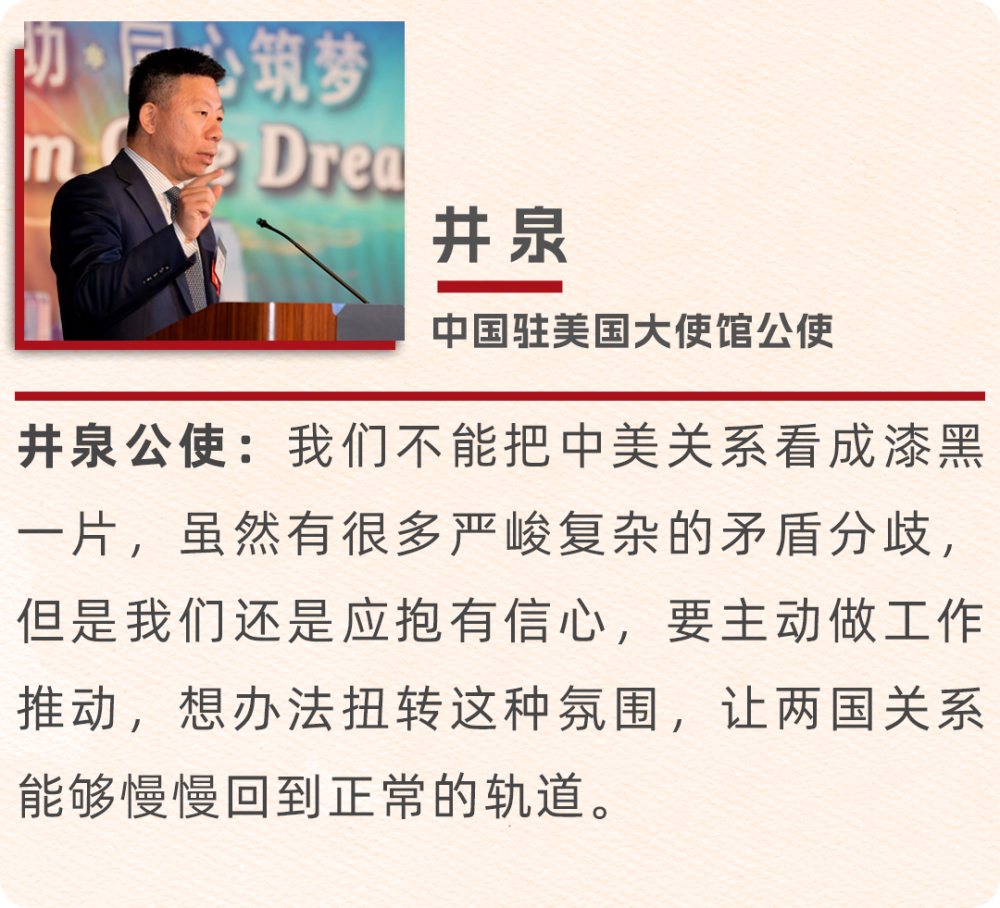 助 同心筑梦
m One Drea
井泉
中国驻美国大使馆公使
井泉公使：我们不能把中美关系看成漆黑
一片，虽然有很多严峻复杂的矛盾分歧，
但是我们还是应抱有信心，要主动做工作
推动，想办法扭转这种氛围，让两国关系
能够慢慢回到正常的轨道。